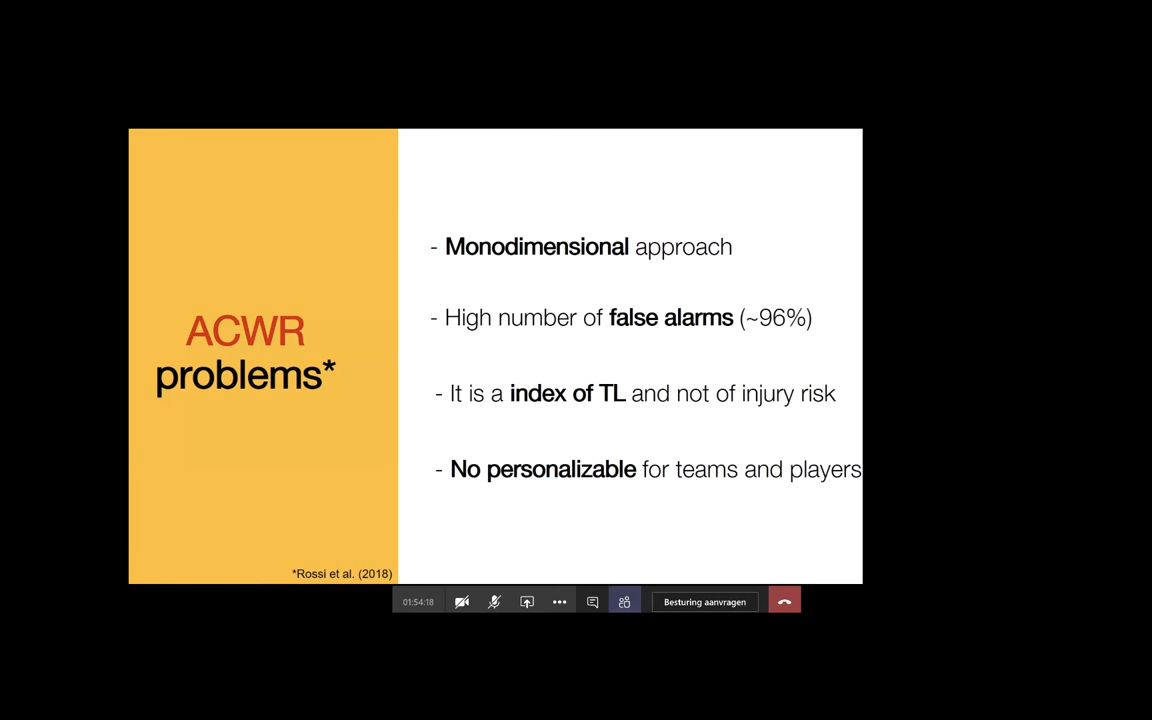 - Monodimensional approach
- High number of false alarms (~96%)
ACWR
problems*
- It is a index of TL and not of injury risk
- No personalizable for teams and players
*Rossi et al. (2018)
01:54:18
Besturing aanvragen